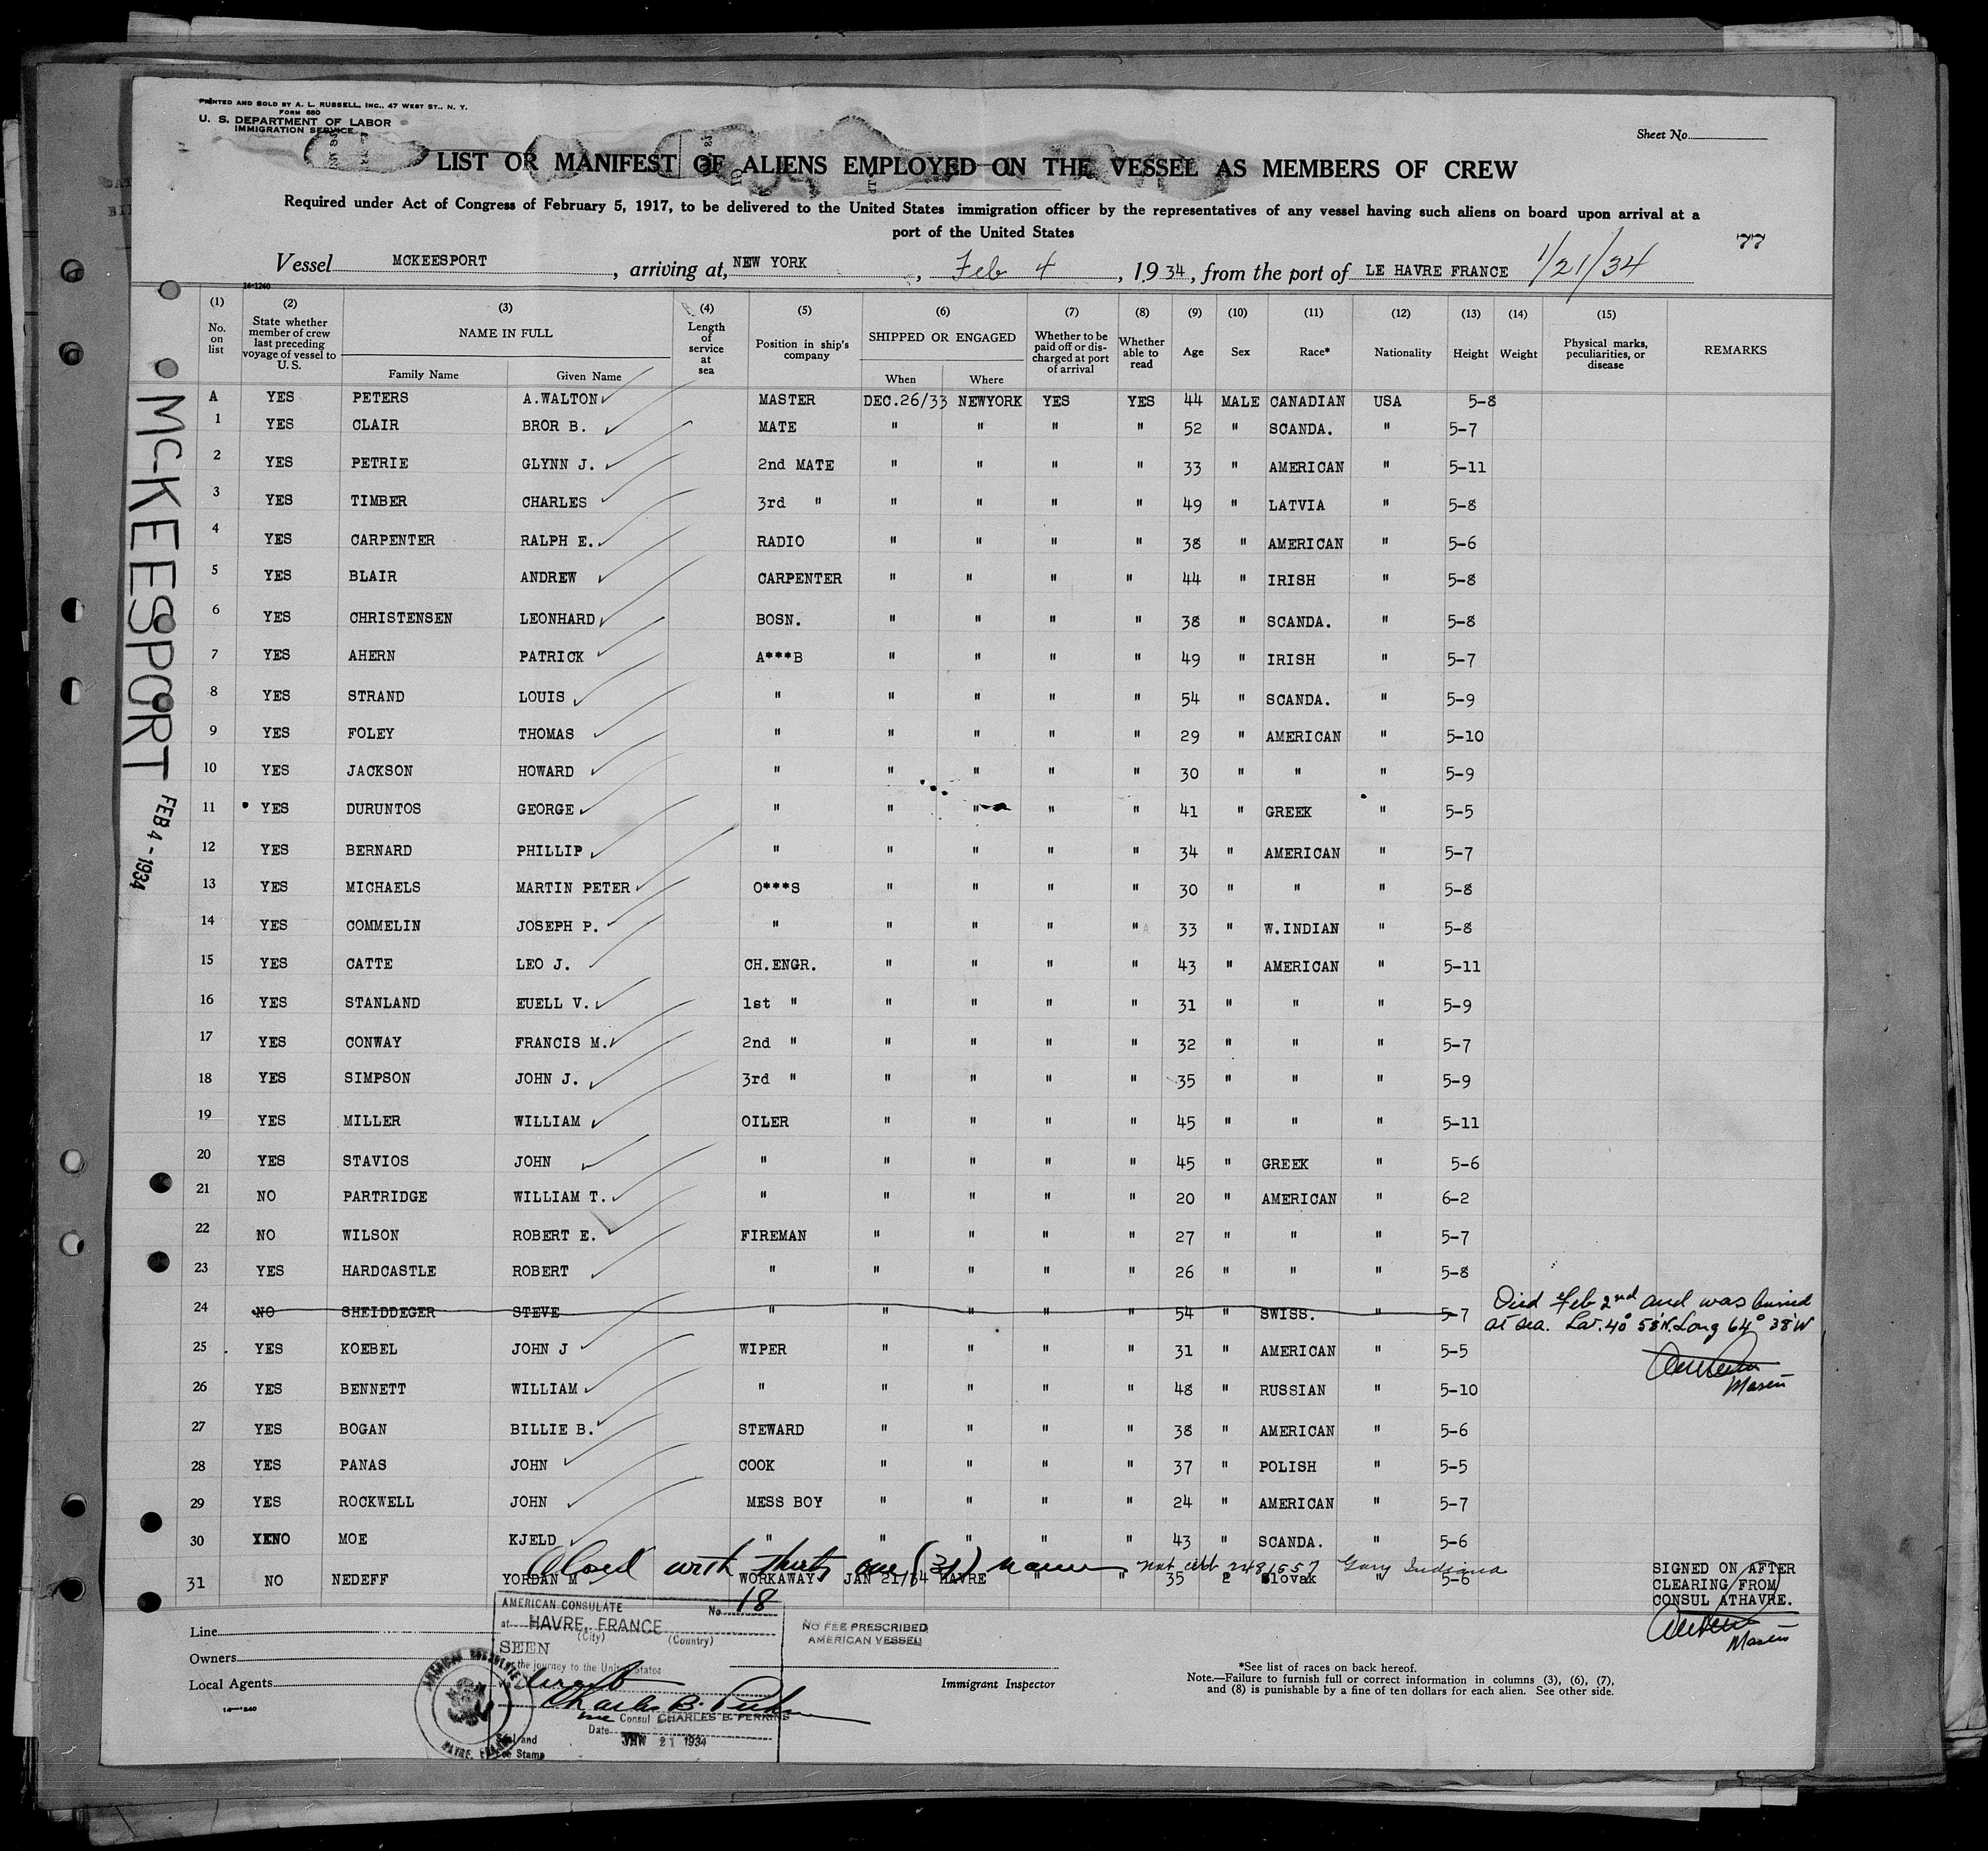 PRINTED AND SOLD BY A. L. RUSSELL, INC., 47 WEST ST., N. Y.
FORM 680
U. S. DEPARTMENT OF LABOR
IMMIGRATION SERVICE
Sheet No.
LIST OR MANIFEST OF ALIENS EMPLOYED ON THE VESSEL AS MEMBERS OF CREW
Required under Act of Congress of February 5, 1917, to be delivered to the United States immigration officer by the representatives of any vessel having such aliens on board upon arrival at a
port of the United States
77
Vessel MCKEESPORT, arriving at, NEW YORK, Feb 4, 1934, from the port of LE HAVRE FRANCE 1/21/34
14-1240
(1) (2) (3) (4) (5) (6) (7) (8) (9) (10) (11) (12) (13) (14) (15)
No. on list State whether member of crew last preceding voyage of vessel to U. S. NAME IN FULL Length of service at sea Position in ship's company SHIPPED OR ENGAGED Whether to be paid off or discharged at port of arrival Whether able to read Age Sex Race* Nationality Height Weight Physical marks, peculiarities, or disease REMARKS
Family Name Given Name When Where
A YES PETERS A.WALTON MASTER DEC.26/33 NEWYORK YES YES 44 MALE CANADIAN USA 5-8
1 YES CLAIR BROR B. MATE " " " " 52 " SCANDA. " 5-7
2 YES PETRIE GLYNN J. 2nd MATE " " " " 33 " AMERICAN " 5-11
3 YES TIMBER CHARLES 3rd " " " " " 49 " LATVIA " 5-8
4 YES CARPENTER RALPH E. RADIO " " " " 38 " AMERICAN " 5-6
5 YES BLAIR ANDREW CARPENTER " " " " 44 " IRISH " 5-8
6 YES CHRISTENSEN LEONHARD BOSN. " " " " 38 " SCANDA. " 5-8
7 YES AHERN PATRICK A***B " " " " 49 " IRISH " 5-7
8 YES STRAND LOUIS " " " " " 54 " SCANDA. " 5-9
9 YES FOLEY THOMAS " " " " " 29 " AMERICAN " 5-10
10 YES JACKSON HOWARD " " " " " 30 " " " 5-9
11 YES DURUNTOS GEORGE " " " " " 41 " GREEK " 5-5
12 YES BERNARD PHILLIP " " " " " 34 " AMERICAN " 5-7
13 YES MICHAELS MARTIN PETER O***S " " " " 30 " " " 5-8
14 YES COMMELIN JOSEPH P. " " " " " 33 " W.INDIAN " 5-8
15 YES CATTE LEO J. CH.ENGR. " " " " 43 " AMERICAN " 5-11
16 YES STANLAND EUELL V. 1st " " " " " 31 " " " 5-9
17 YES CONWAY FRANCIS M. 2nd " " " " " 32 " " " 5-7
18 YES SIMPSON JOHN J. 3rd " " " " " 35 " " " 5-9
19 YES MILLER WILLIAM OILER " " " " 45 " " " 5-11
20 YES STAVIOS JOHN " " " " " 45 " GREEK " 5-6
21 NO PARTRIDGE WILLIAM T. " " " " " 20 " AMERICAN " 6-2
22 NO WILSON ROBERT E. FIREMAN " " " " 27 " " " 5-7
23 YES HARDCASTLE ROBERT " " " " " 26 " " " 5-8
24 NO SHEIDDEGER STEVE " " " " " 54 " SWISS. " 5-7 Died Feb 2nd and was buried
at sea. Lat. 40° 58'N. Long 64° 38'W
25 YES KOEBEL JOHN J WIPER " " " " 31 " AMERICAN " 5-5
Master
26 YES BENNETT WILLIAM " " " " " 48 " RUSSIAN " 5-10
27 YES BOGAN BILLIE B. STEWARD " " " " 38 " AMERICAN " 5-6
28 YES PANAS JOHN COOK " " " " 37 " POLISH " 5-5
29 YES ROCKWELL JOHN MESS BOY " " " " 24 " AMERICAN " 5-7
30 NO MOE KJELD " " " " " 43 " SCANDA. " 5-6
Closed with thirty one (31) names
2481557 Gary Indiana
31 NO NEDEFF YORDAN M WORKAWAY JAN 21/34 HAVRE " " 35 " Slovak " 5-6
SIGNED ON AFTER
CLEARING FROM
CONSUL ATHAVRE.
Master
McKEESPORT
FEB 4 - 1934
Line
Owners
Local Agents
14-1240
AMERICAN CONSULATE No. 18
at HAVRE, FRANCE
(City) (Country)
SEEN
for the journey to the United States
Charles B. Perkins
Vice Consul CHARLES B. PERKINS
Date JAN 21 1934
Seal and
Fee Stamp
AMERICAN CONSULATE
HAVRE, FRANCE
NO FEE PRESCRIBED
AMERICAN VESSEL
Immigrant Inspector
*See list of races on back hereof.
Note.—Failure to furnish full or correct information in columns (3), (6), (7),
and (8) is punishable by a fine of ten dollars for each alien. See other side.